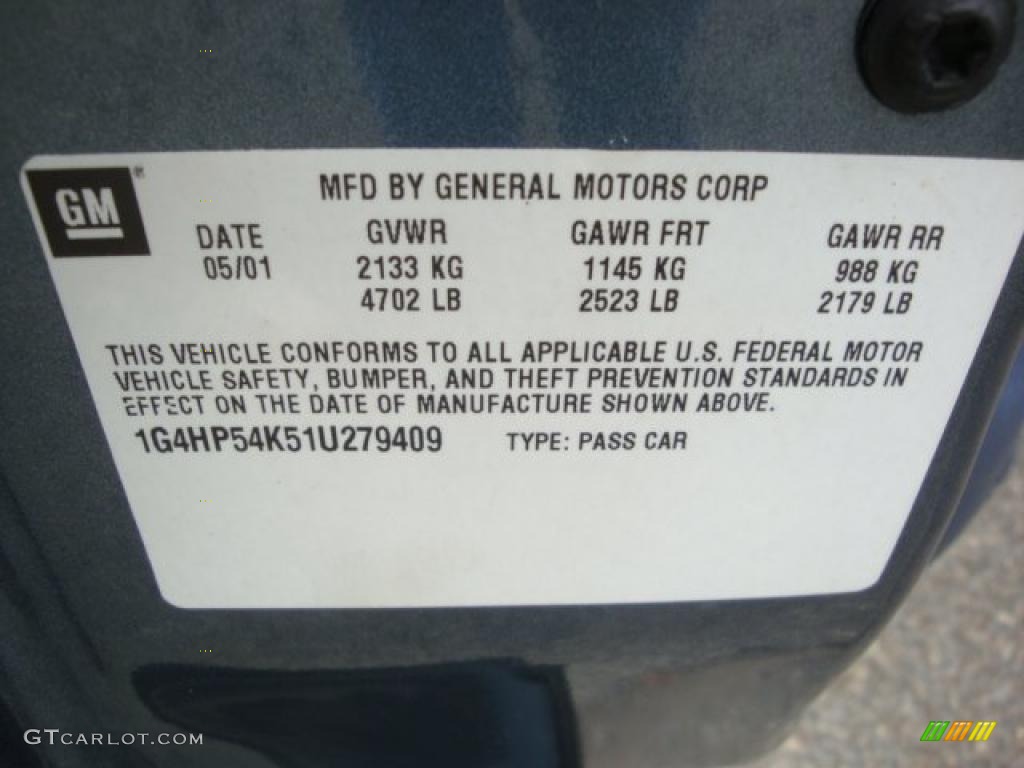 GM®
MFD BY GENERAL MOTORS CORP
DATE GVWR GAWR FRT GAWR RR
05/01 2133 KG 1145 KG 988 KG
4702 LB 2523 LB 2179 LB
THIS VEHICLE CONFORMS TO ALL APPLICABLE U.S. FEDERAL MOTOR
VEHICLE SAFETY, BUMPER, AND THEFT PREVENTION STANDARDS IN
EFFECT ON THE DATE OF MANUFACTURE SHOWN ABOVE.
1G4HP54K51U279409 TYPE: PASS CAR
GTCARLOT.COM